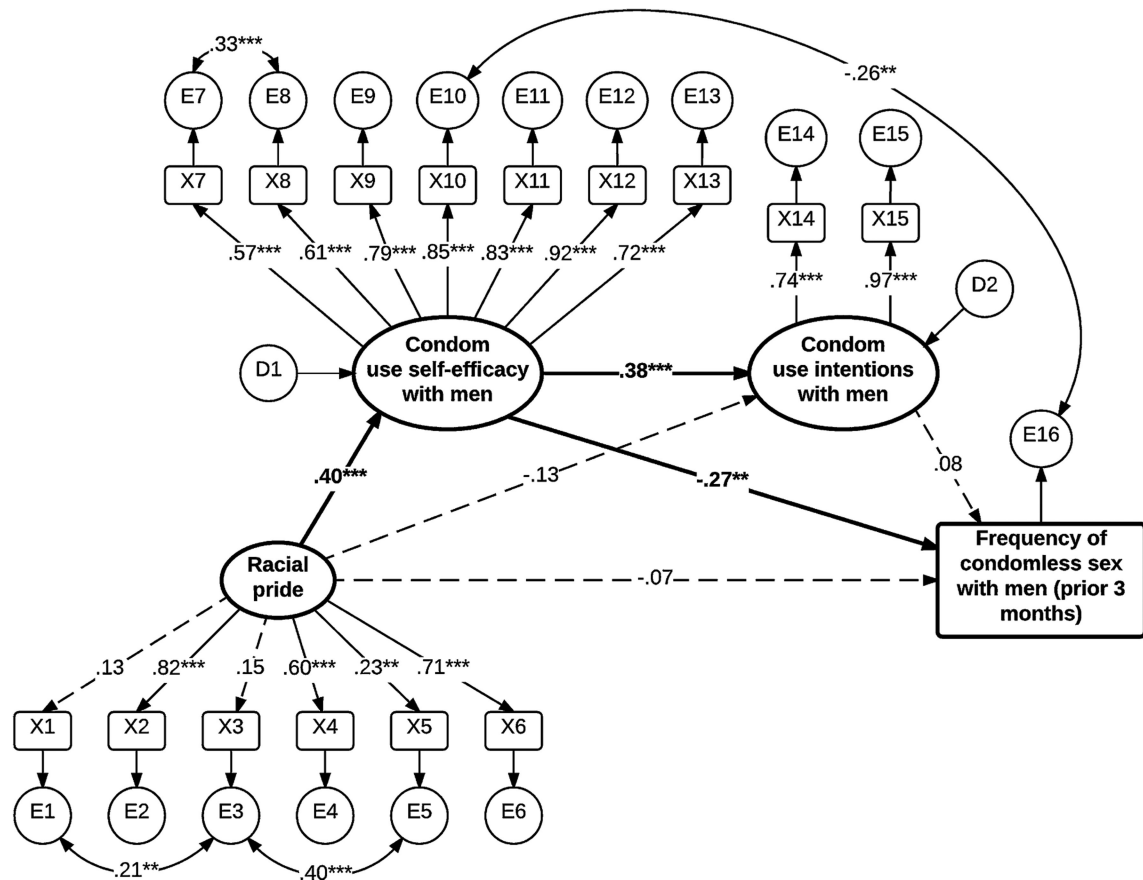 .33***
-.26**
E7 E8 E9 E10 E11 E12 E13
E14 E15
X7 X8 X9 X10 X11 X12 X13
X14 X15
.57*** .61*** .79*** .85*** .83*** .92*** .72***
.74*** .97***
D2
D1
Condom
use self-efficacy
with men
.38***
Condom
use intentions
with men
E16
.40***
-.13
-.27**
.08
Racial
pride
-.07
Frequency of
condomless sex
with men (prior 3
months)
.13 .82*** .15 .60*** .23** .71***
X1 X2 X3 X4 X5 X6
E1 E2 E3 E4 E5 E6
.21** .40***